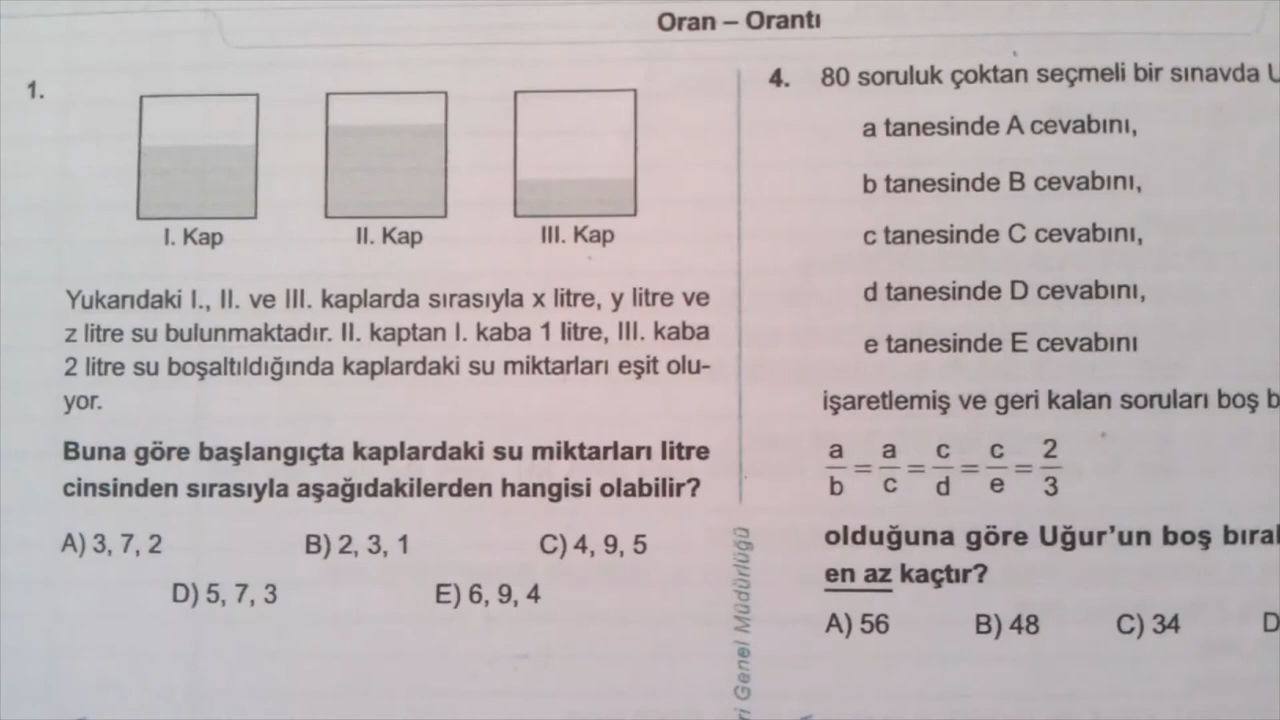 Oran – Orantı
1.
I. Kap II. Kap III. Kap
Yukarıdaki I., II. ve III. kaplarda sırasıyla x litre, y litre ve
z litre su bulunmaktadır. II. kaptan I. kaba 1 litre, III. kaba
2 litre su boşaltıldığında kaplardaki su miktarları eşit olu-
yor.
Buna göre başlangıçta kaplardaki su miktarları litre
cinsinden sırasıyla aşağıdakilerden hangisi olabilir?
A) 3, 7, 2 B) 2, 3, 1 C) 4, 9, 5
D) 5, 7, 3 E) 6, 9, 4
Genel Müdürlüğü
4. 80 soruluk çoktan seçmeli bir sınavda
a tanesinde A cevabını,
b tanesinde B cevabını,
c tanesinde C cevabını,
d tanesinde D cevabını,
e tanesinde E cevabını
işaretlemiş ve geri kalan soruları boş
a/b = a/c = c/d = c/e = 2/3
olduğuna göre Uğur'un boş
en az kaçtır?
A) 56 B) 48 C) 34